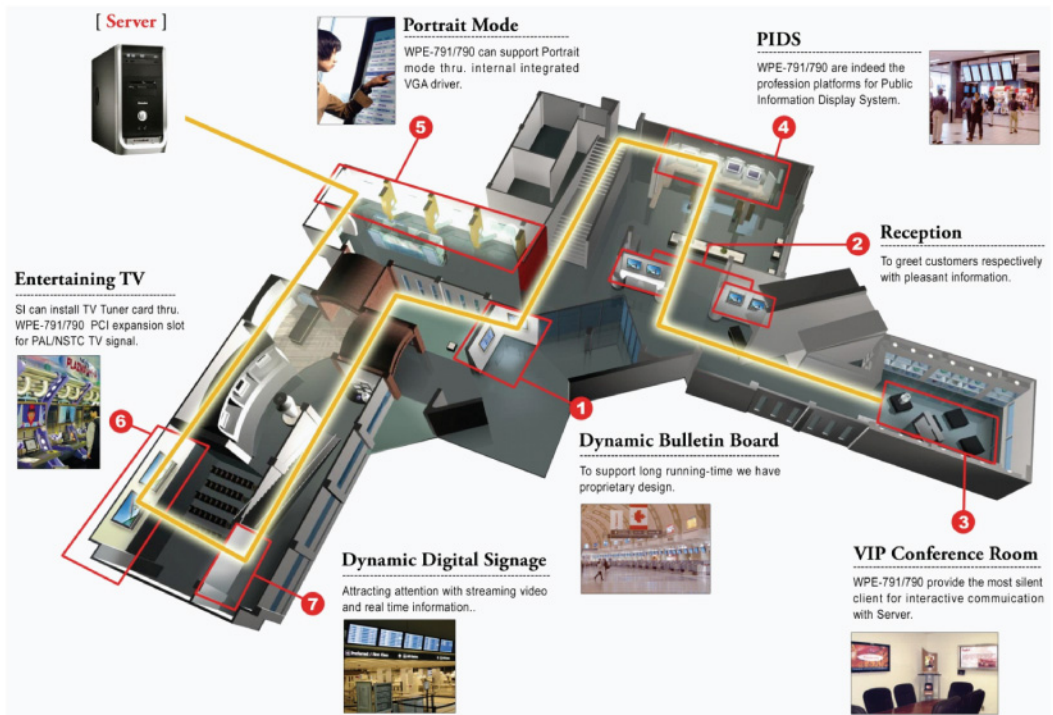 [ Server ]
Portrait Mode
WPE-791/790 can support Portrait
mode thru. internal integrated
VGA driver.
5
PIDS
WPE-791/790 are indeed the
profession platforms for Public
Information Display System.
4
Reception
To greet customers respectively
with pleasant information.
2
Entertaining TV
SI can install TV Tuner card thru.
WPE-791/790 PCI expansion slot
for PAL/NSTC TV signal.
6
1
Dynamic Bulletin Board
To support long running-time we have
proprietary design.
3
VIP Conference Room
WPE-791/790 provide the most silent
client for interactive commuication
with Server.
7
Dynamic Digital Signage
Attracting attention with streaming video
and real time information..